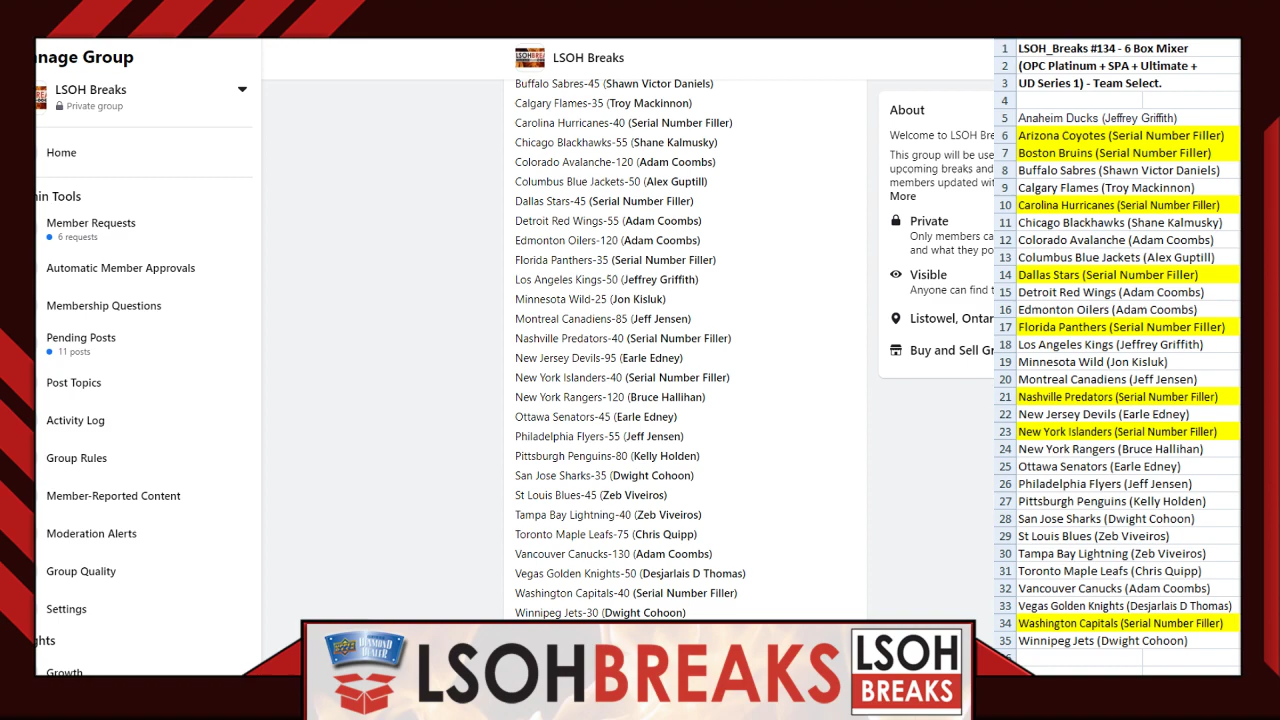 nage Group
LSOH Breaks
Private group
Home
in Tools
Member Requests
6 requests
Automatic Member Approvals
Membership Questions
Pending Posts
11 posts
Post Topics
Activity Log
Group Rules
Member-Reported Content
Moderation Alerts
Group Quality
Settings
hts
Growth
LSOH Breaks
Buffalo Sabres-45 (Shawn Victor Daniels)
Calgary Flames-35 (Troy Mackinnon)
Carolina Hurricanes-40 (Serial Number Filler)
Chicago Blackhawks-55 (Shane Kalmusky)
Colorado Avalanche-120 (Adam Coombs)
Columbus Blue Jackets-50 (Alex Guptill)
Dallas Stars-45 (Serial Number Filler)
Detroit Red Wings-55 (Adam Coombs)
Edmonton Oilers-120 (Adam Coombs)
Florida Panthers-35 (Serial Number Filler)
Los Angeles Kings-50 (Jeffrey Griffith)
Minnesota Wild-25 (Jon Kisluk)
Montreal Canadiens-85 (Jeff Jensen)
Nashville Predators-40 (Serial Number Filler)
New Jersey Devils-95 (Earle Edney)
New York Islanders-40 (Serial Number Filler)
New York Rangers-120 (Bruce Hallihan)
Ottawa Senators-45 (Earle Edney)
Philadelphia Flyers-55 (Jeff Jensen)
Pittsburgh Penguins-80 (Kelly Holden)
San Jose Sharks-35 (Dwight Cohoon)
St Louis Blues-45 (Zeb Viveiros)
Tampa Bay Lightning-40 (Zeb Viveiros)
Toronto Maple Leafs-75 (Chris Quipp)
Vancouver Canucks-130 (Adam Coombs)
Vegas Golden Knights-50 (Desjarlais D Thomas)
Washington Capitals-40 (Serial Number Filler)
Winnipeg Jets-30 (Dwight Cohoon)
About
Welcome to LSOH Bre
This group will be use
upcoming breaks and
members updated wit
More
Private
Only members ca
and what they po
Visible
Anyone can find t
Listowel, Ontar
Buy and Sell Gr
1 LSOH_Breaks #134 - 6 Box Mixer
2 (OPC Platinum + SPA + Ultimate +
3 UD Series 1) - Team Select.
4
5 Anaheim Ducks (Jeffrey Griffith)
6 Arizona Coyotes (Serial Number Filler)
7 Boston Bruins (Serial Number Filler)
8 Buffalo Sabres (Shawn Victor Daniels)
9 Calgary Flames (Troy Mackinnon)
10 Carolina Hurricanes (Serial Number Filler)
11 Chicago Blackhawks (Shane Kalmusky)
12 Colorado Avalanche (Adam Coombs)
13 Columbus Blue Jackets (Alex Guptill)
14 Dallas Stars (Serial Number Filler)
15 Detroit Red Wings (Adam Coombs)
16 Edmonton Oilers (Adam Coombs)
17 Florida Panthers (Serial Number Filler)
18 Los Angeles Kings (Jeffrey Griffith)
19 Minnesota Wild (Jon Kisluk)
20 Montreal Canadiens (Jeff Jensen)
21 Nashville Predators (Serial Number Filler)
22 New Jersey Devils (Earle Edney)
23 New York Islanders (Serial Number Filler)
24 New York Rangers (Bruce Hallihan)
25 Ottawa Senators (Earle Edney)
26 Philadelphia Flyers (Jeff Jensen)
27 Pittsburgh Penguins (Kelly Holden)
28 San Jose Sharks (Dwight Cohoon)
29 St Louis Blues (Zeb Viveiros)
30 Tampa Bay Lightning (Zeb Viveiros)
31 Toronto Maple Leafs (Chris Quipp)
32 Vancouver Canucks (Adam Coombs)
33 Vegas Golden Knights (Desjarlais D Thomas)
34 Washington Capitals (Serial Number Filler)
35 Winnipeg Jets (Dwight Cohoon)
DIAMOND
DEALER
LSOHBREAKS
LSOH
BREAKS